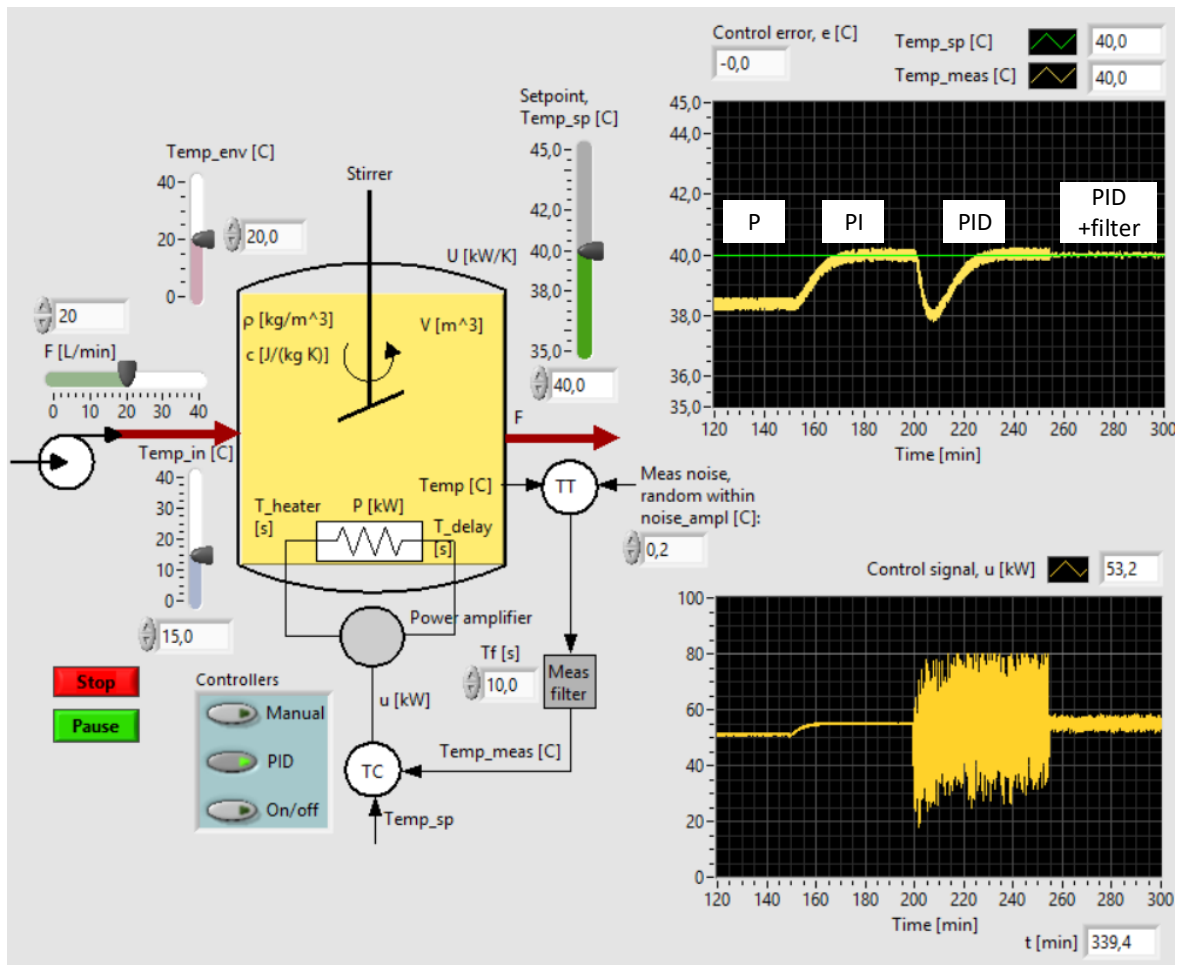 Control error, e [C]
-0,0
Temp_sp [C]
40,0
Temp_meas [C]
40,0
Setpoint,
Temp_sp [C]
45,0
42,0
40,0
38,0
35,0
40,0
45,0
44,0
42,0
40,0
38,0
36,0
35,0
P
PI
PID
PID
+filter
120 140 160 180 200 220 240 260 280 300
Time [min]
Temp_env [C]
40
20
0
20,0
Stirrer
U [kW/K]
ρ [kg/m^3]
V [m^3]
c [J/(kg K)]
20
F [L/min]
0 10 20 30 40
F
Temp_in [C]
40
30
20
10
0
15,0
Temp [C]
TT
Meas noise,
random within
noise_ampl [C]:
0,2
T_heater
[s]
P [kW]
T_delay
[s]
Power amplifier
Tf [s]
10,0
Meas
filter
u [kW]
Temp_meas [C]
TC
Temp_sp
Stop
Pause
Controllers
Manual
PID
On/off
Control signal, u [kW]
53,2
100
80
60
40
20
0
120 140 160 180 200 220 240 260 280 300
Time [min]
t [min]
339,4